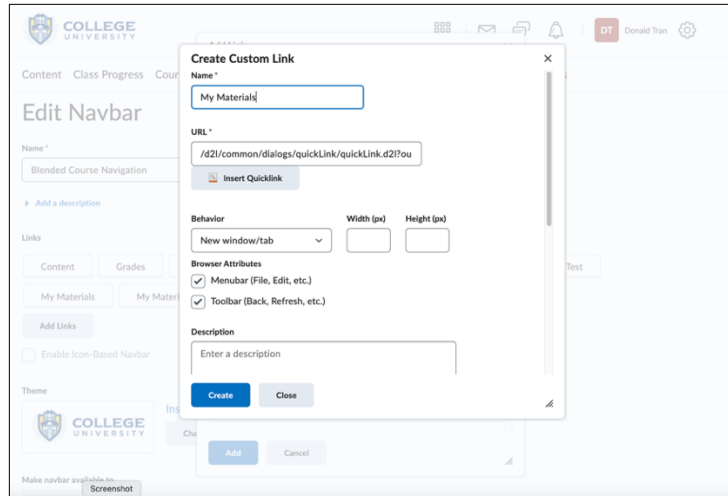 COLLEGE
UNIVERSITY
DT Donald Tran
Content Class Progress
Edit Navbar
Name *
Blended Course Navigation
Add a description
Links
Content Grades
Test
My Materials
Add Links
Enable Icon-Based Navbar
Theme
COLLEGE
UNIVERSITY
Add Cancel
Make navbar available to
Screenshot
Create Custom Link
Name *
My Materials
URL *
/d2l/common/dialogs/quickLink/quickLink.d2l?ou
Insert Quicklink
Behavior Width (px) Height (px)
New window/tab
Browser Attributes
Menubar (File, Edit, etc.)
Toolbar (Back, Refresh, etc.)
Description
Enter a description
Create Close